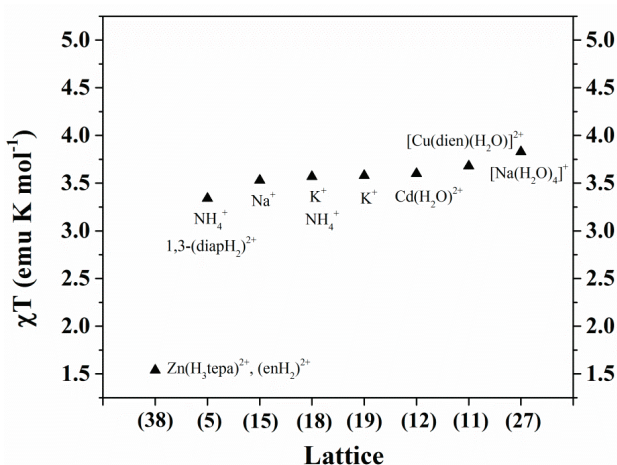 5.0
4.5
4.0
3.5
3.0
2.5
2.0
1.5
χT (emu K mol⁻¹)
5.0
4.5
4.0
3.5
3.0
2.5
2.0
1.5
[Cu(dien)(H₂O)]²⁺
[Na(H₂O)₄]⁺
Na⁺
K⁺
K⁺
Cd(H₂O)²⁺
NH₄⁺
NH₄⁺
1,3-(diapH₂)²⁺
Zn(H₃tepa)²⁺, (enH₂)²⁺
(38) (5) (15) (18) (19) (12) (11) (27)
Lattice